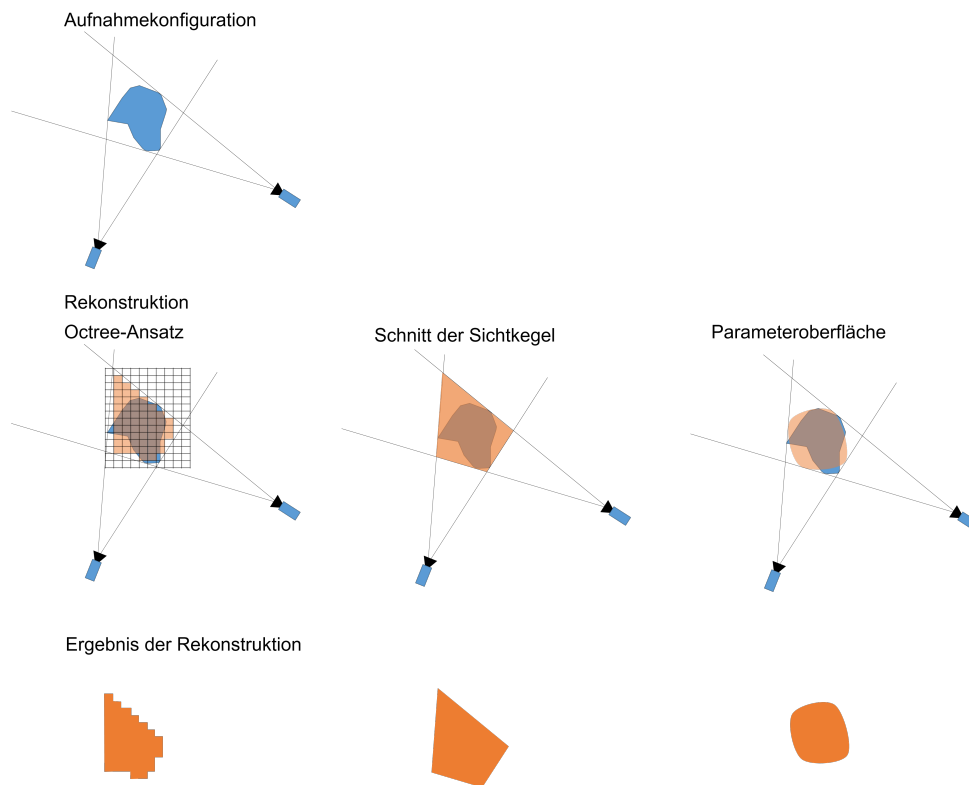 Aufnahmekonfiguration
Rekonstruktion
Octree-Ansatz
Schnitt der Sichtkegel
Parameteroberfläche
Ergebnis der Rekonstruktion